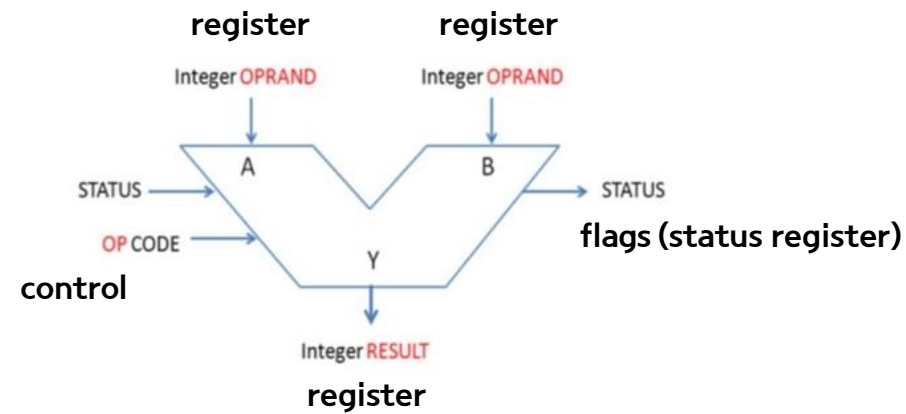 register register
Integer OPRAND Integer OPRAND
A B
STATUS STATUS
OP CODE flags (status register)
Y
control
Integer RESULT
register